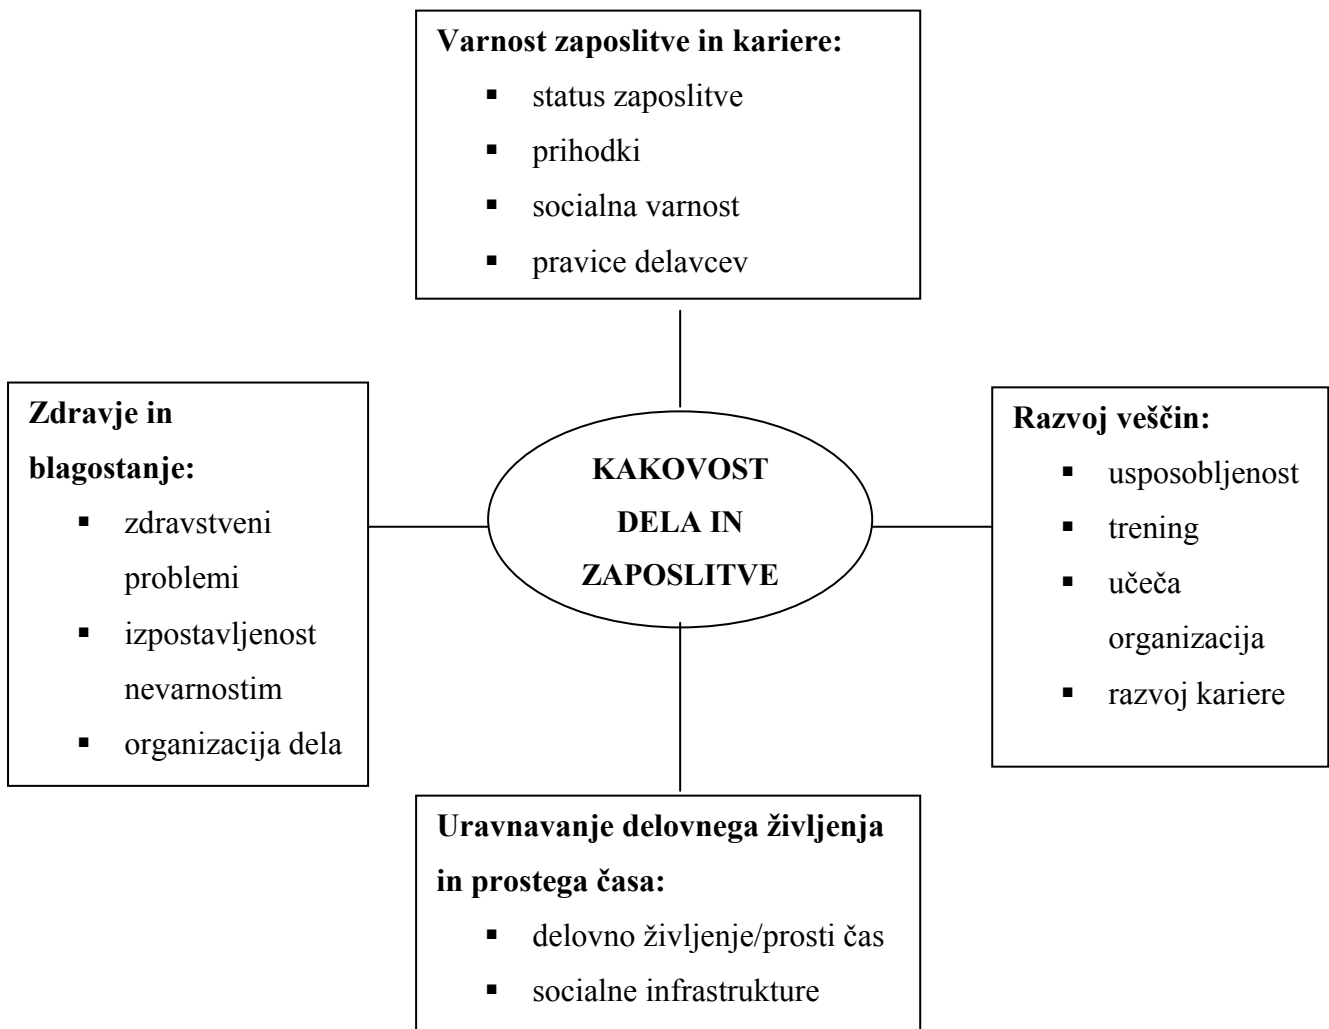 Varnost zaposlitve in kariere:
▪ status zaposlitve
▪ prihodki
▪ socialna varnost
▪ pravice delavcev
Zdravje in
blagostanje:
▪ zdravstveni
problemi
▪ izpostavljenost
nevarnostim
▪ organizacija dela
KAKOVOST
DELA IN
ZAPOSLITVE
Razvoj veščin:
▪ usposobljenost
▪ trening
▪ učeča
organizacija
▪ razvoj kariere
Uravnavanje delovnega življenja
in prostega časa:
▪ delovno življenje/prosti čas
▪ socialne infrastrukture